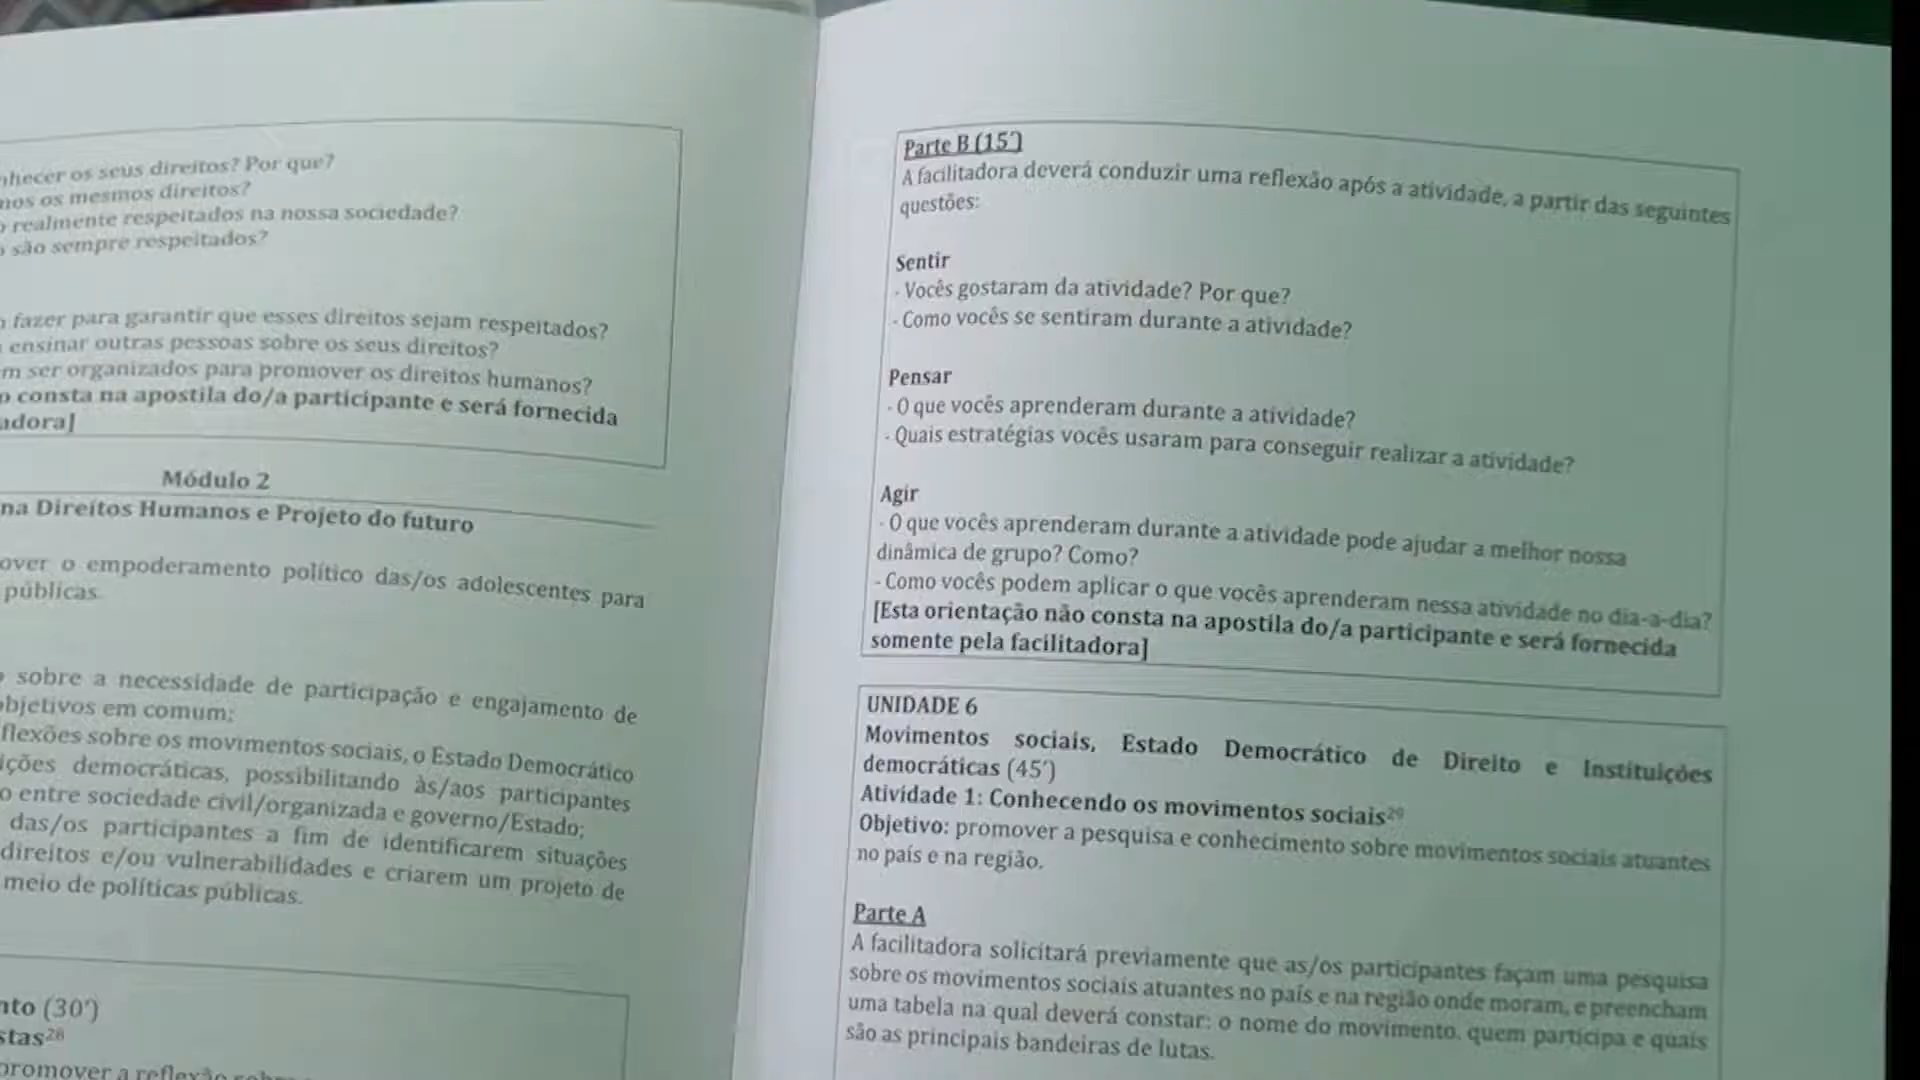 os seus direitos? Por que?
os mesmos direitos?
realmente respeitados na nossa sociedade?
são sempre respeitados?
fazer para garantir que esses direitos sejam respeitados?
ensinar outras pessoas sobre os seus direitos?
ser organizados para promover os direitos humanos?
consta na apostila do/a participante e será fornecida
Módulo 2
na Direitos Humanos e Projeto do futuro
o empoderamento político das/os adolescentes para
públicas.
sobre a necessidade de participação e engajamento de
em comum;
sobre os movimentos sociais, o Estado Democrático
democráticas, possibilitando às/aos participantes
entre sociedade civil/organizada e governo/Estado;
das/os participantes a fim de identificarem situações
direitos e/ou vulnerabilidades e criarem um projeto de
meio de políticas públicas.
(30’)
promover a reflexão
Parte B (15’)
A facilitadora deverá conduzir uma reflexão após a atividade, a partir das seguintes
questões:
Sentir
- Vocês gostaram da atividade? Por que?
- Como vocês se sentiram durante a atividade?
Pensar
- O que vocês aprenderam durante a atividade?
- Quais estratégias vocês usaram para conseguir realizar a atividade?
Agir
- O que vocês aprenderam durante a atividade pode ajudar a melhor nossa
dinâmica de grupo? Como?
- Como vocês podem aplicar o que vocês aprenderam nessa atividade no dia-a-dia?
[Esta orientação não consta na apostila do/a participante e será fornecida
somente pela facilitadora]
UNIDADE 6
Movimentos sociais, Estado Democrático de Direito e Instituições
democráticas (45’)
Atividade 1: Conhecendo os movimentos sociais²⁹
Objetivo: promover a pesquisa e conhecimento sobre movimentos sociais atuantes
no país e na região.
Parte A
A facilitadora solicitará previamente que as/os participantes façam uma pesquisa
sobre os movimentos sociais atuantes no país e na região onde moram, e preencham
uma tabela na qual deverá constar: o nome do movimento, quem participa e quais
são as principais bandeiras de lutas.